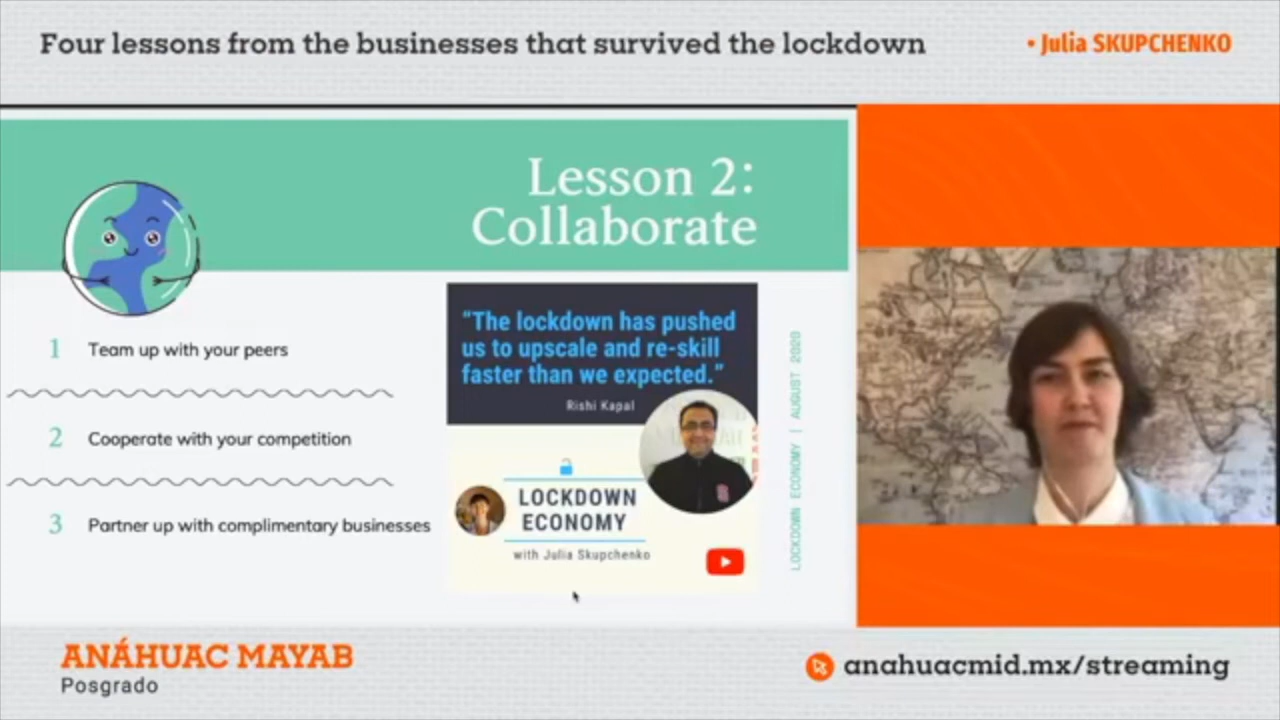 Four lessons from the businesses that survived the lockdown
• Julia SKUPCHENKO
Lesson 2:
Collaborate
1 Team up with your peers
2 Cooperate with your competition
3 Partner up with complimentary businesses
“The lockdown has pushed
us to upscale and re-skill
faster than we expected.”
Rishi Kapal
LOCKDOWN
ECONOMY
with Julia Skupchenko
LOCKDOWN ECONOMY | AUGUST 2020
ANÁHUAC MAYAB
Posgrado
anahuacmid.mx/streaming